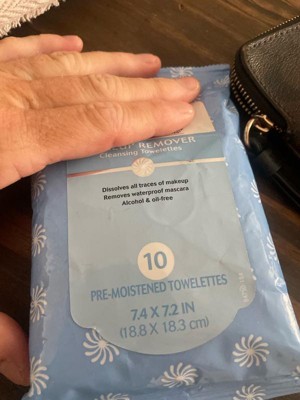 REMOVER
Cleansing Towelettes
Dissolves all traces of makeup
Removes waterproof mascara
Alcohol & oil-free
10
PRE-MOISTENED TOWELETTES
7.4 X 7.2 IN
(18.8 X 18.3 cm)